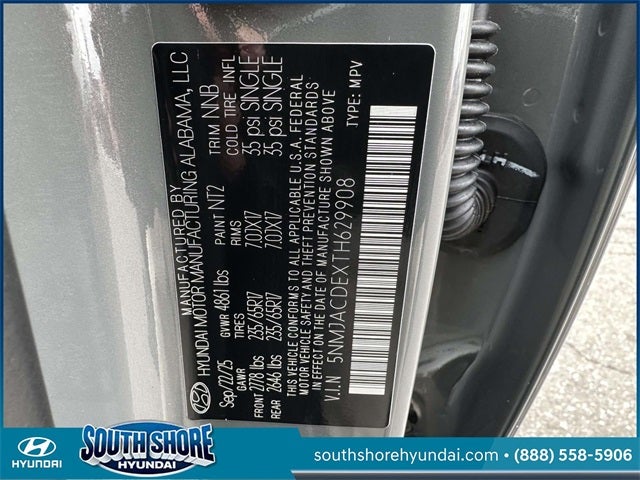 MANUFACTURED BY
HYUNDAI MOTOR MANUFACTURING ALABAMA, LLC
Sep/22/25 PAINT NT2 TRIM NNB
GVWR 4861 lbs
GAWR RIMS COLD TIRE INFL
FRONT 2778 lbs 235/65R17 7.0JX17 35 psi SINGLE
REAR 2646 lbs 235/65R17 7.0JX17 35 psi SINGLE
THIS VEHICLE CONFORMS TO ALL APPLICABLE U.S.A. FEDERAL
MOTOR VEHICLE SAFETY AND THEFT PREVENTION STANDARDS
IN EFFECT ON THE DATE OF MANUFACTURE SHOWN ABOVE
V.I.N 5NMJACDEXTH629908 TYPE: MPV
HYUNDAI
SOUTH SHORE
HYUNDAI
southshorehyundai.com • (888) 558-5906